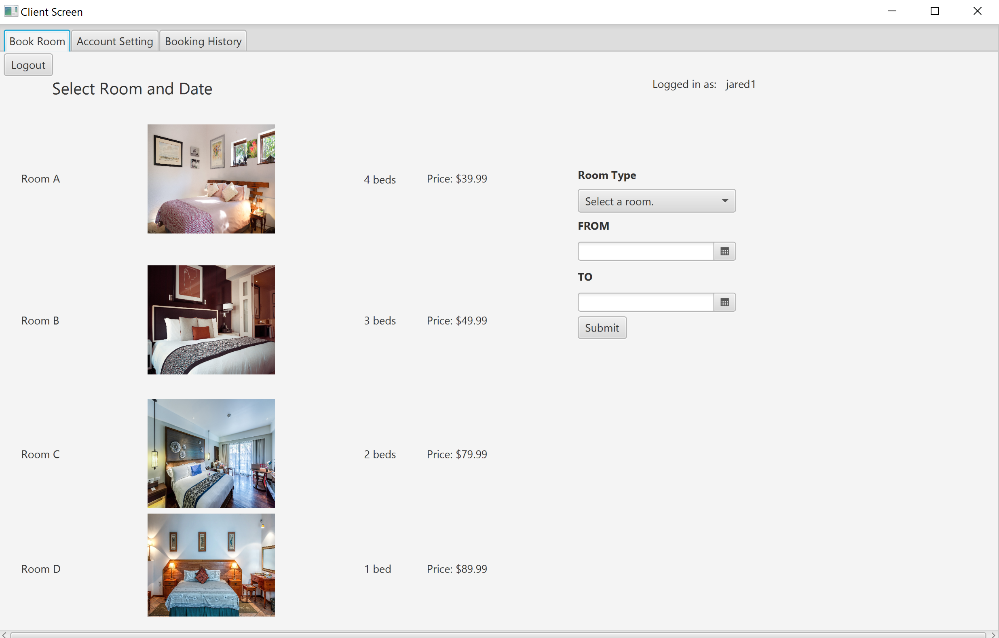 Client Screen
Book Room Account Setting Booking History
Logout
Select Room and Date
Logged in as: jared1
Room A 4 beds Price: $39.99
Room B 3 beds Price: $49.99
Room C 2 beds Price: $79.99
Room D 1 bed Price: $89.99
Room Type
Select a room.
FROM
TO
Submit